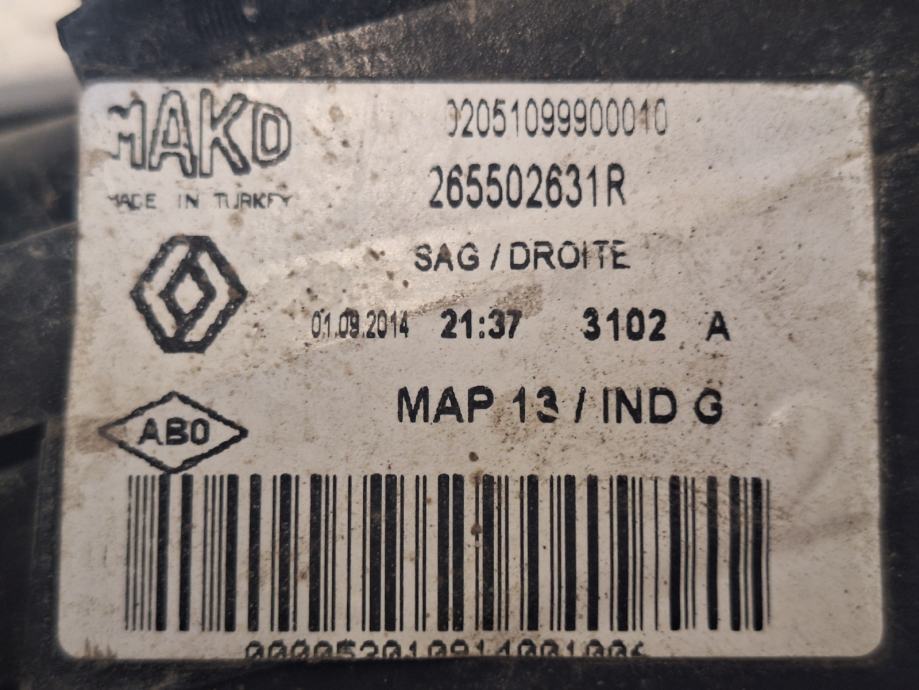 MAKO
02051099900010
MADE IN TURKEY
265502631R
SAG / DROITE
01.09.2014 21:37 3102 A
MAP 13 / IND G
ABO